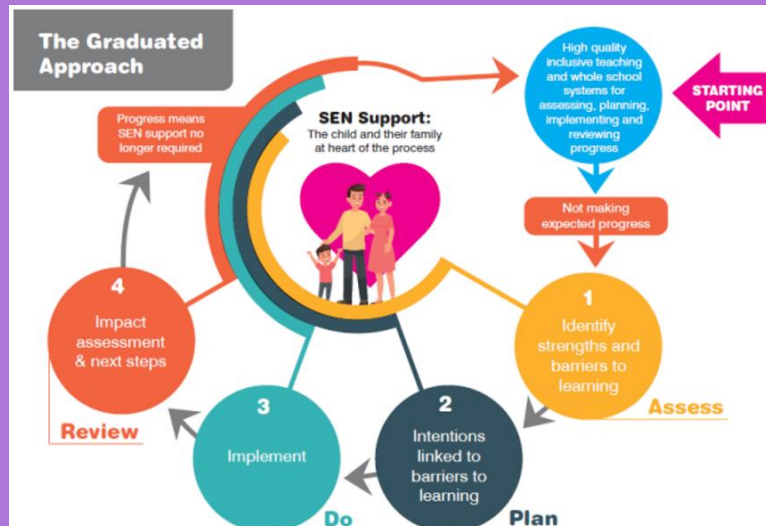 The Graduated
Approach
High quality
inclusive teaching
and whole school
systems for
assessing, planning,
implementing and
reviewing
progress
STARTING
POINT
SEN Support:
The child and their family
at heart of the process
Progress means
SEN support no
longer required
Not making
expected progress
1
Identify
strengths and
barriers to
learning
Assess
2
Intentions
linked to
barriers to
learning
Plan
3
Implement
Do
4
Impact
assessment
& next steps
Review